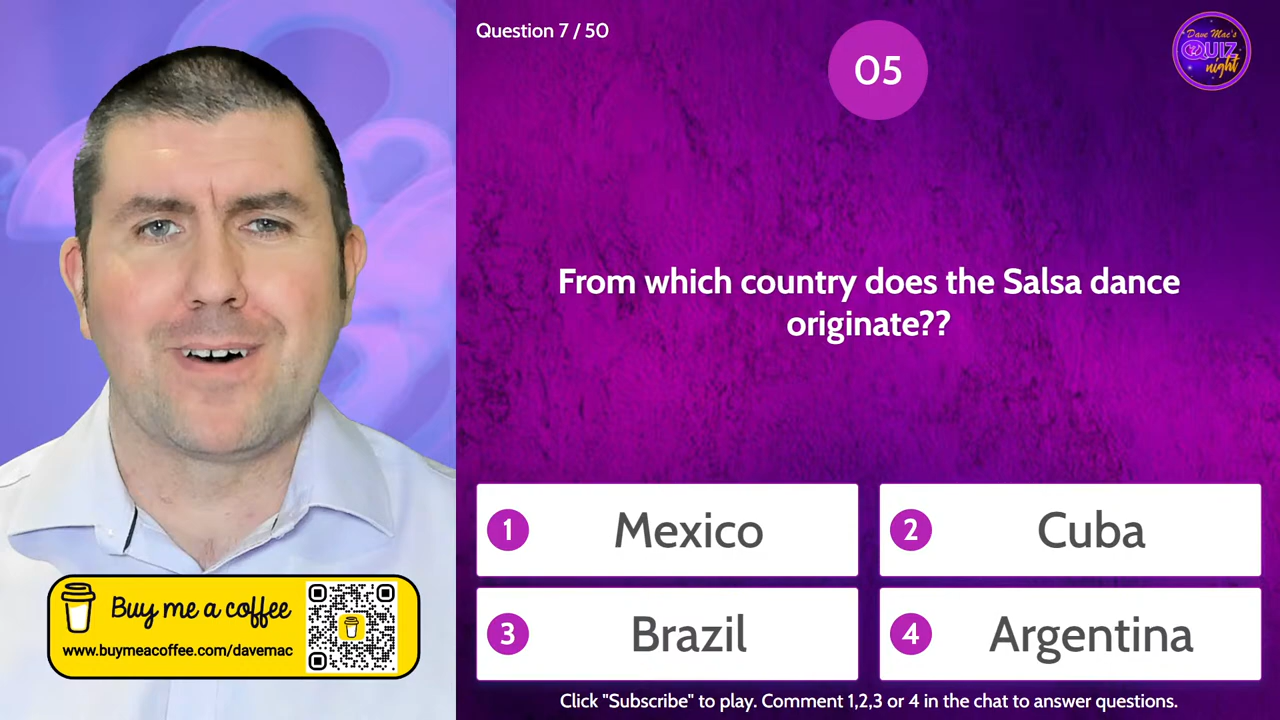 Question 7 / 50
05
Dave Mac's
QUIZ
night
From which country does the Salsa dance
originate??
1 Mexico
2 Cuba
3 Brazil
4 Argentina
Buy me a coffee
www.buymeacoffee.com/davemac
Click "Subscribe" to play. Comment 1,2,3 or 4 in the chat to answer questions.